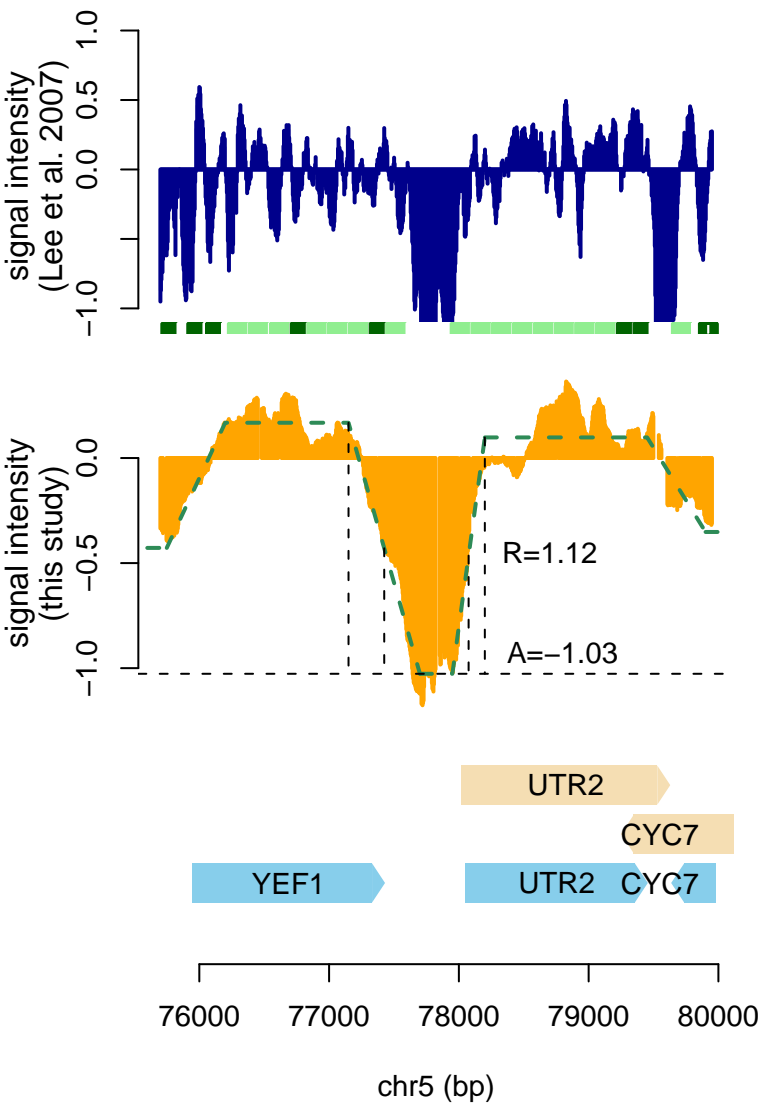 signal intensity
(Lee et al. 2007)
1.0
0.5
0.0
−1.0
signal intensity
(this study)
0.0
−0.5
−1.0
R=1.12
A=−1.03
UTR2
CYC7
YEF1
UTR2
CYC7
76000 77000 78000 79000 80000
chr5 (bp)